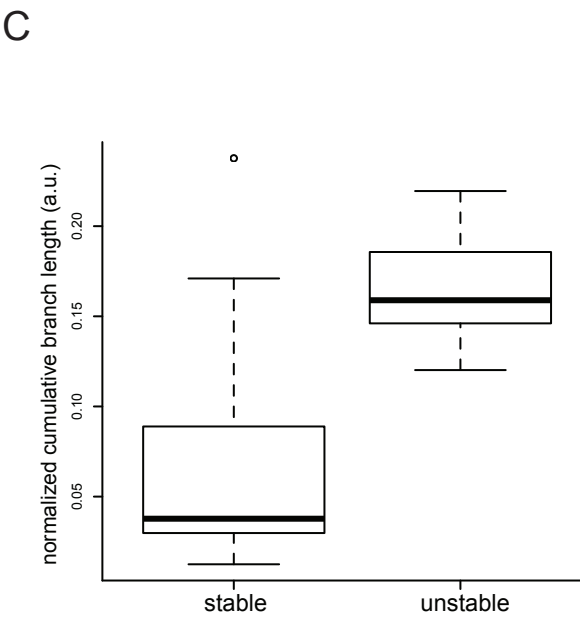 C
normalized cumulative branch length (a.u.)
0.20
0.15
0.10
0.05
stable
unstable